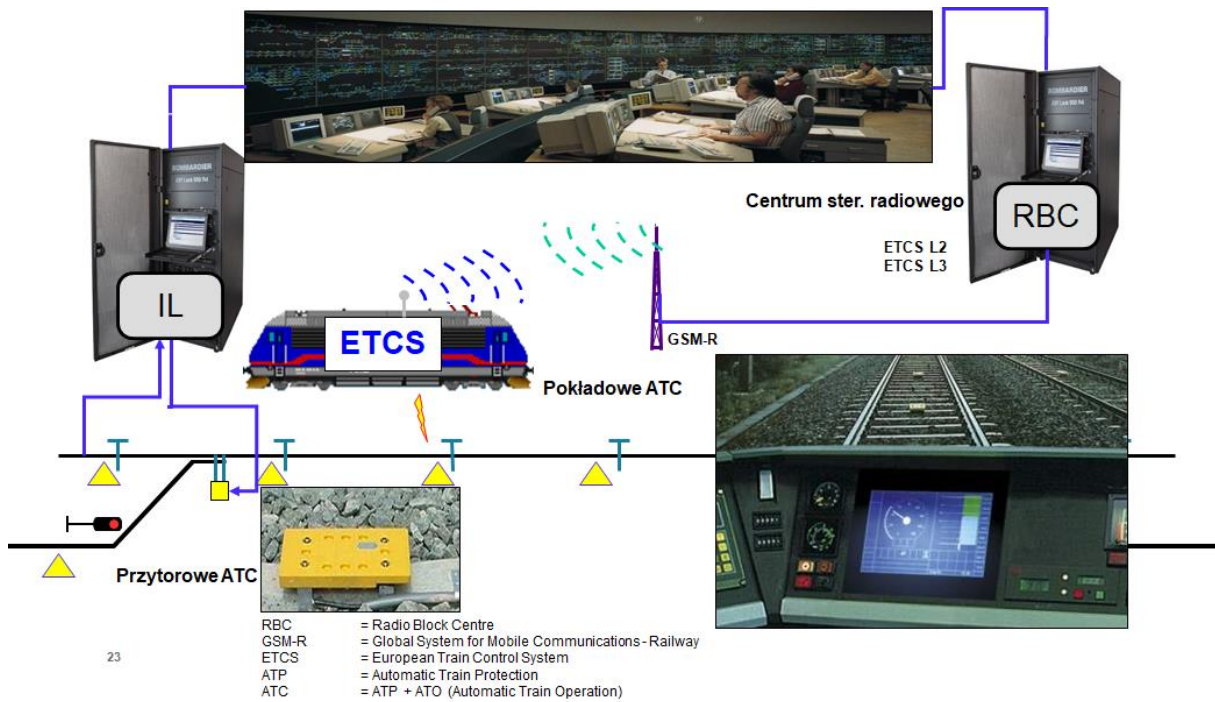 BOMBARDIER
BOMBARDIER
IL
Centrum ster. radiowego
RBC
ETCS L2
ETCS L3
ETCS
GSM-R
Pokładowe ATC
Przytorowe ATC
RBC = Radio Block Centre
GSM-R = Global System for Mobile Communications - Railway
ETCS = European Train Control System
ATP = Automatic Train Protection
ATC = ATP + ATO (Automatic Train Operation)
23